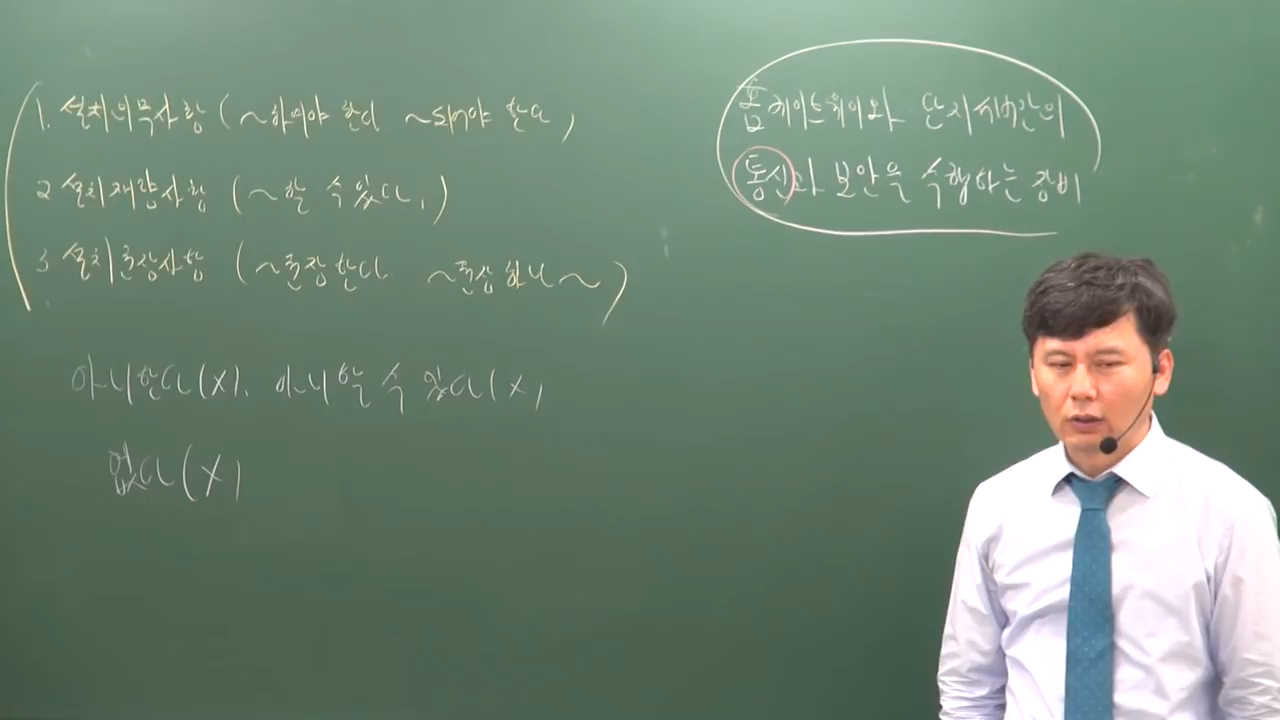 1. 설치의무사항 (~하여야 한다 ~되어야 한다)
2 설치재량사항 (~할 수 있다.)
3 설치권장사항 (~권장한다 ~권장하나~)
아니한다(X). 아니할 수 있다(X)
없다(X)
홈게이트웨이와 단지서버간의
통신과 보안을 수행하는 장비